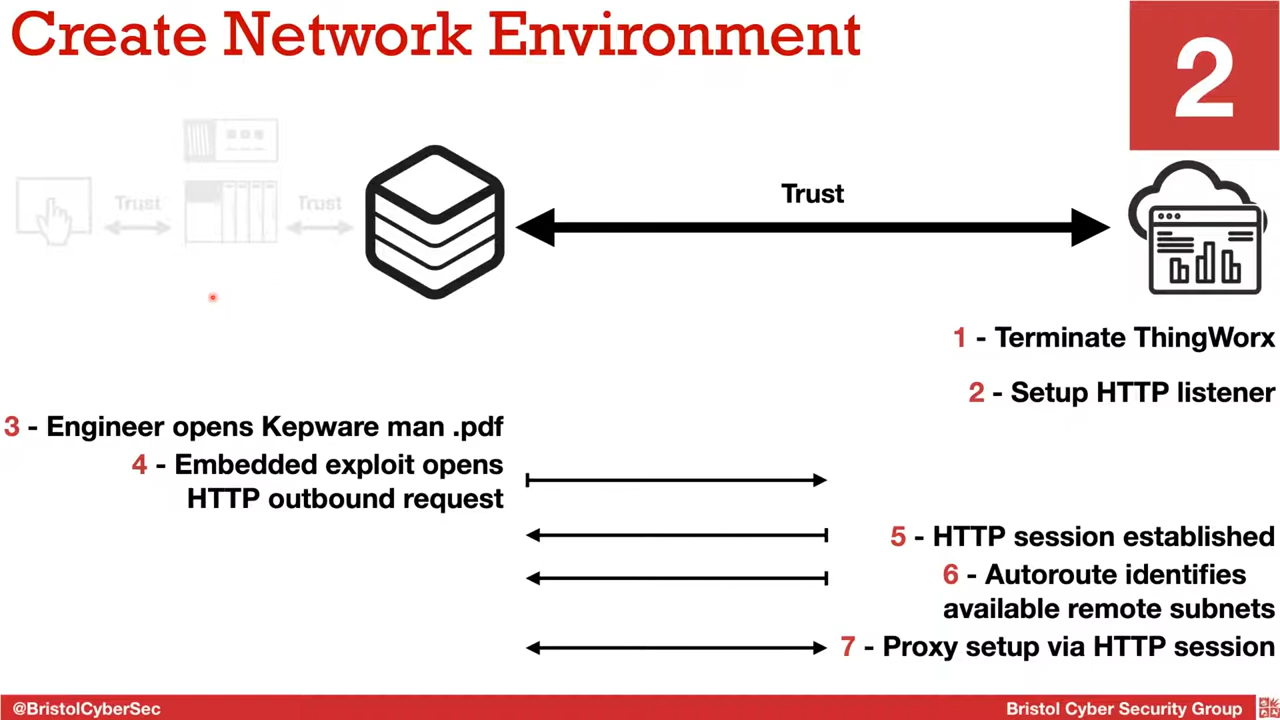 Create Network Environment
2
Trust
Trust
Trust
1 - Terminate ThingWorx
2 - Setup HTTP listener
3 - Engineer opens Kepware man .pdf
4 - Embedded exploit opens
HTTP outbound request
5 - HTTP session established
6 - Autoroute identifies
available remote subnets
7 - Proxy setup via HTTP session
@BristolCyberSec
Bristol Cyber Security Group